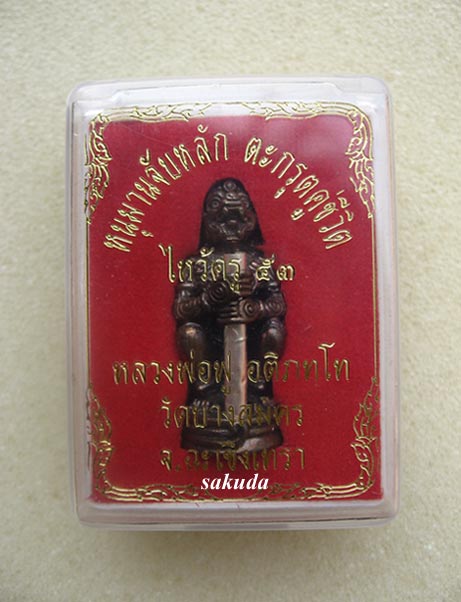 หนุมานจับหลัก ตะกรุดคู่ชีวิต
ไหว้ครู ๕๓
หลวงพ่อฟู อติภทฺโท
วัดบางสมัคร
จ.ฉะเชิงเทรา
sakuda